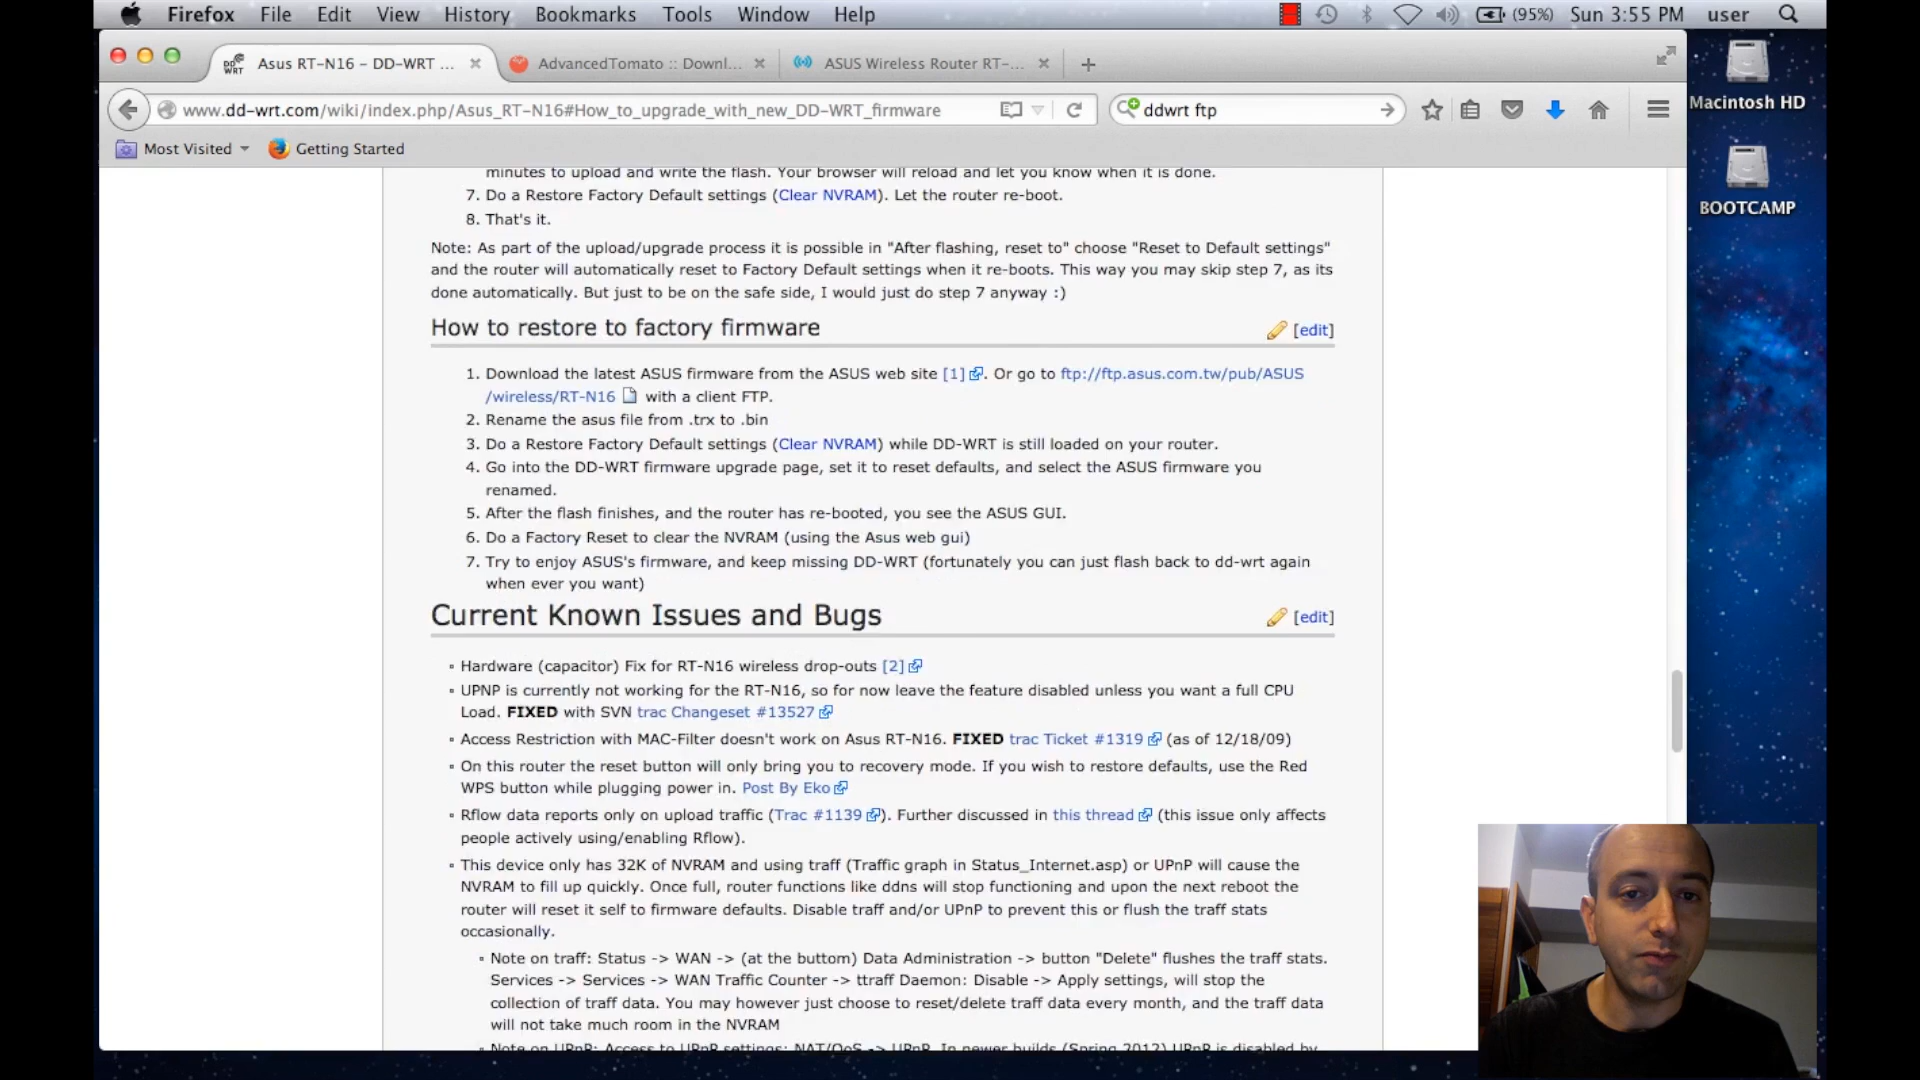 Firefox File Edit View History Bookmarks Tools Window Help (95%) Sun 3:55 PM user
DD WRT Asus RT-N16 – DD-WRT ... AdvancedTomato :: Downl... ASUS Wireless Router RT-...
www.dd-wrt.com/wiki/index.php/Asus_RT-N16#How_to_upgrade_with_new_DD-WRT_firmware ddwrt ftp
Macintosh HD
Most Visited Getting Started
BOOTCAMP
minutes to upload and write the flash. Your browser will reload and let you know when it is done.
7. Do a Restore Factory Default settings (Clear NVRAM). Let the router re-boot.
8. That's it.
Note: As part of the upload/upgrade process it is possible in "After flashing, reset to" choose "Reset to Default settings"
and the router will automatically reset to Factory Default settings when it re-boots. This way you may skip step 7, as its
done automatically. But just to be on the safe side, I would just do step 7 anyway :)
How to restore to factory firmware [edit]
1. Download the latest ASUS firmware from the ASUS web site [1]. Or go to ftp://ftp.asus.com.tw/pub/ASUS
/wireless/RT-N16 with a client FTP.
2. Rename the asus file from .trx to .bin
3. Do a Restore Factory Default settings (Clear NVRAM) while DD-WRT is still loaded on your router.
4. Go into the DD-WRT firmware upgrade page, set it to reset defaults, and select the ASUS firmware you
renamed.
5. After the flash finishes, and the router has re-booted, you see the ASUS GUI.
6. Do a Factory Reset to clear the NVRAM (using the Asus web gui)
7. Try to enjoy ASUS's firmware, and keep missing DD-WRT (fortunately you can just flash back to dd-wrt again
when ever you want)
Current Known Issues and Bugs [edit]
Hardware (capacitor) Fix for RT-N16 wireless drop-outs [2]
UPNP is currently not working for the RT-N16, so for now leave the feature disabled unless you want a full CPU
Load. FIXED with SVN trac Changeset #13527
Access Restriction with MAC-Filter doesn't work on Asus RT-N16. FIXED trac Ticket #1319 (as of 12/18/09)
On this router the reset button will only bring you to recovery mode. If you wish to restore defaults, use the Red
WPS button while plugging power in. Post By Eko
Rflow data reports only on upload traffic (Trac #1139). Further discussed in this thread (this issue only affects
people actively using/enabling Rflow).
This device only has 32K of NVRAM and using traff (Traffic graph in Status_Internet.asp) or UPnP will cause the
NVRAM to fill up quickly. Once full, router functions like ddns will stop functioning and upon the next reboot the
router will reset it self to firmware defaults. Disable traff and/or UPnP to prevent this or flush the traff stats
occasionally.
Note on traff: Status -> WAN -> (at the buttom) Data Administration -> button "Delete" flushes the traff stats.
Services -> Services -> WAN Traffic Counter -> ttraff Daemon: Disable -> Apply settings, will stop the
collection of traff data. You may however just choose to reset/delete traff data every month, and the traff data
will not take much room in the NVRAM
Note on UPnP: Access to UPnP settings: NAT/QoS -> UPnP. In newer builds (Spring 2012) UPnP is disabled by